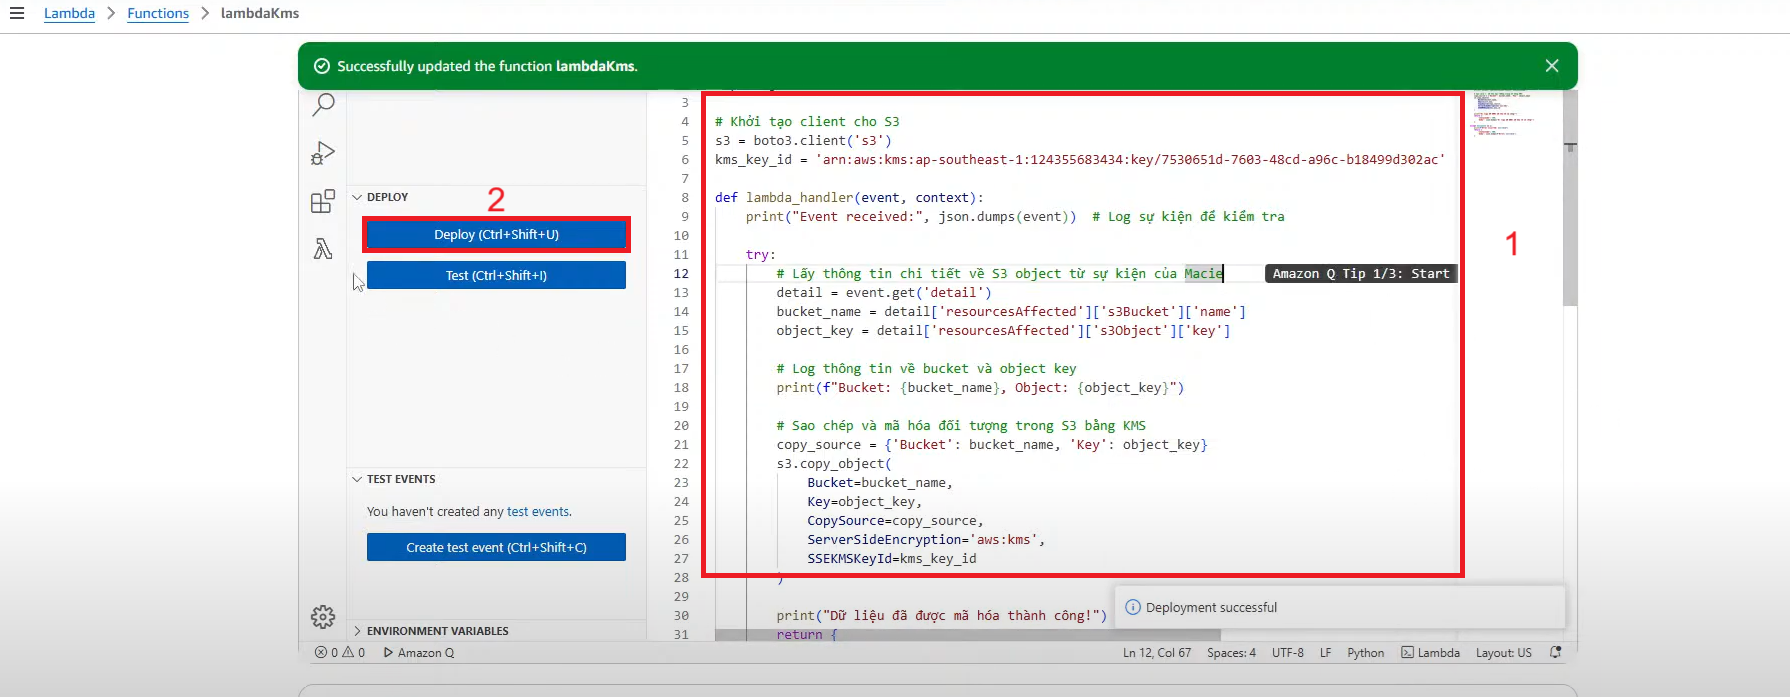 Lambda > Functions > lambdaKms
Successfully updated the function lambdaKms.
DEPLOY
2
Deploy (Ctrl+Shift+U)
Test (Ctrl+Shift+I)
TEST EVENTS
You haven't created any test events.
Create test event (Ctrl+Shift+C)
ENVIRONMENT VARIABLES
3
4 # Khởi tạo client cho S3
5 s3 = boto3.client('s3')
6 kms_key_id = 'arn:aws:kms:ap-southeast-1:124355683434:key/7530651d-7603-48cd-a96c-b18499d302ac'
7
8 def lambda_handler(event, context):
9 print("Event received:", json.dumps(event)) # Log sự kiện để kiểm tra
10
11 try:
12 # Lấy thông tin chi tiết về S3 object từ sự kiện của Macie
Amazon Q Tip 1/3: Start
13 detail = event.get('detail')
14 bucket_name = detail['resourcesAffected']['s3Bucket']['name']
15 object_key = detail['resourcesAffected']['s3Object']['key']
16
17 # Log thông tin về bucket và object key
18 print(f"Bucket: {bucket_name}, Object: {object_key}")
19
20 # Sao chép và mã hóa đối tượng trong S3 bằng KMS
21 copy_source = {'Bucket': bucket_name, 'Key': object_key}
22 s3.copy_object(
23 Bucket=bucket_name,
24 Key=object_key,
25 CopySource=copy_source,
26 ServerSideEncryption='aws:kms',
27 SSEKMSKeyId=kms_key_id
28 )
29
30 print("Dữ liệu đã được mã hóa thành công!")
31 return {
1
Deployment successful
0 0 Amazon Q
Ln 12, Col 67 Spaces: 4 UTF-8 LF Python Lambda Layout: US